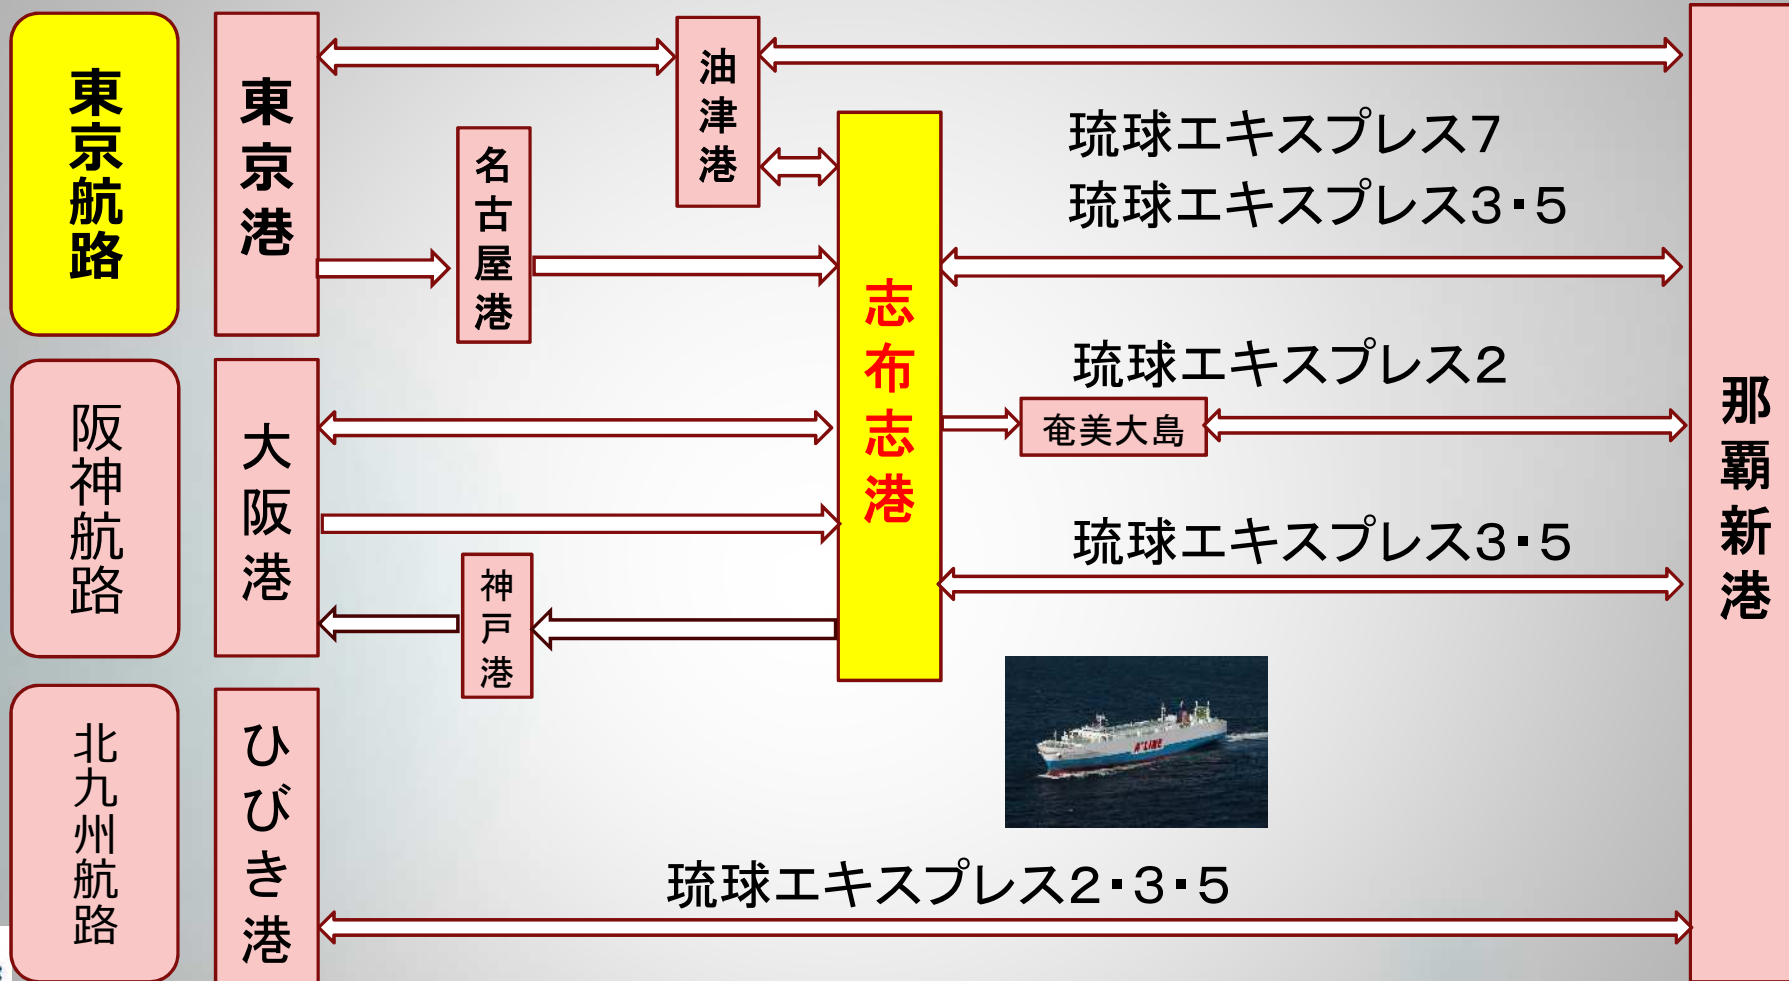 東京航路
東京港
名古屋港
油津港
琉球エキスプレス7
琉球エキスプレス3・5
志布志港
那覇新港
阪神航路
大阪港
神戸港
琉球エキスプレス2
奄美大島
琉球エキスプレス3・5
A"LINE
北九州航路
ひびき港
琉球エキスプレス2・3・5